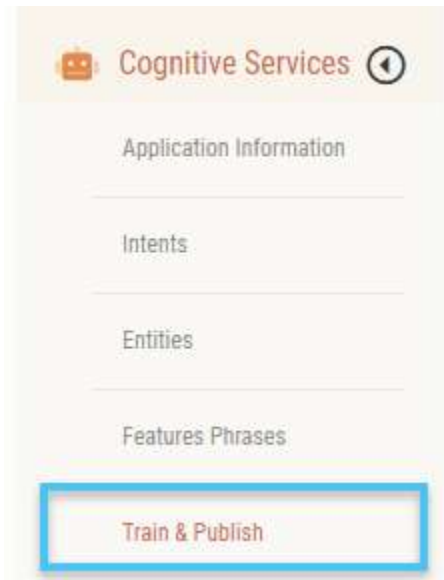 Cognitive Services
Application Information
Intents
Entities
Features Phrases
Train & Publish